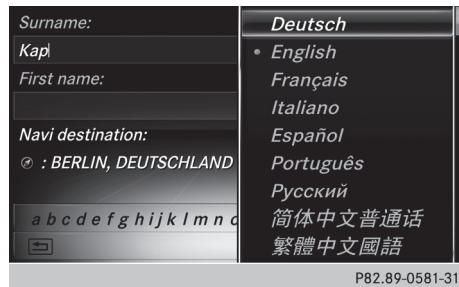 Surname:
Kap
First name:
Navi destination:
: BERLIN, DEUTSCHLAND
a b c d e f g h i j k l m n
Deutsch
English
Français
Italiano
Español
Português
Русский
简体中文普通话
繁體中文國語
P82.89-0581-31